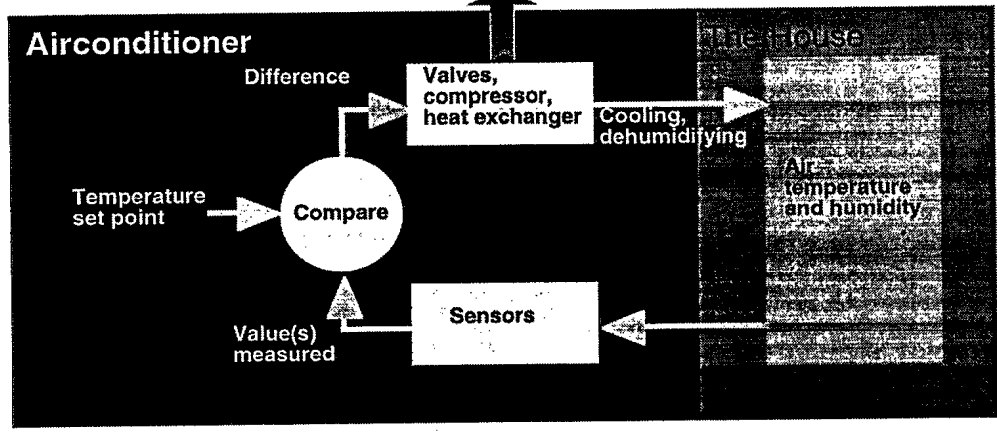 Airconditioner
The House
Difference
Valves,
compressor,
heat exchanger
Cooling,
dehumidifying
Air
temperature
and humidity
Temperature
set point
Compare
Sensors
Value(s)
measured